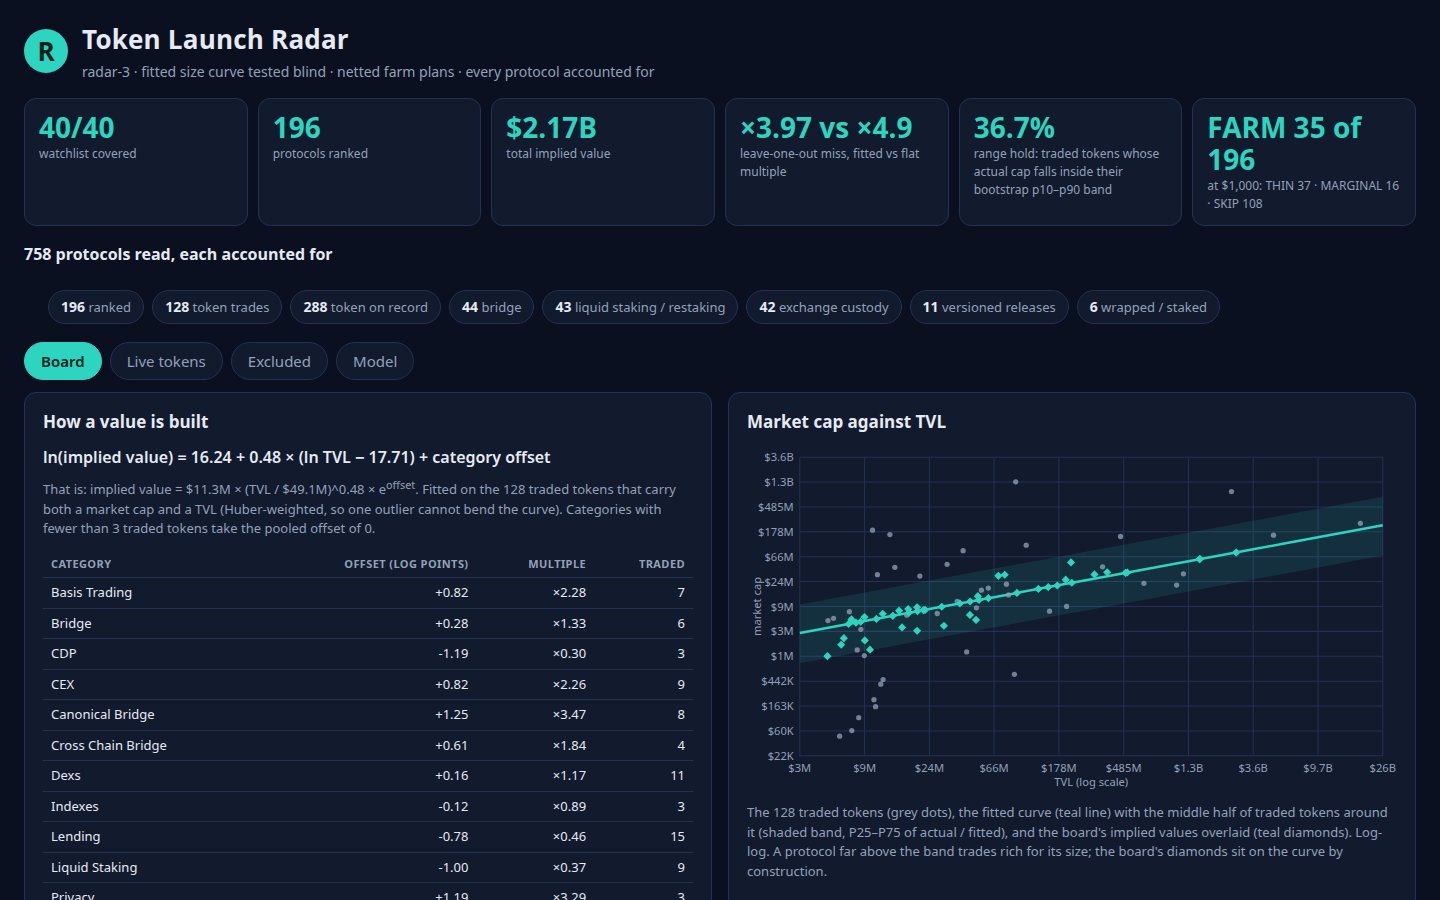 R
Token Launch Radar
radar-3 · fitted size curve tested blind · netted farm plans · every protocol accounted for
40/40
watchlist covered
196
protocols ranked
$2.17B
total implied value
×3.97 vs ×4.9
leave-one-out miss, fitted vs flat
multiple
36.7%
range hold: traded tokens whose
actual cap falls inside their
bootstrap p10–p90 band
FARM 35 of
196
at $1,000: THIN 37 · MARGINAL 16
· SKIP 108
758 protocols read, each accounted for
196 ranked
128 token trades
288 token on record
44 bridge
43 liquid staking / restaking
42 exchange custody
11 versioned releases
6 wrapped / staked
Board
Live tokens
Excluded
Model
How a value is built
ln(implied value) = 16.24 + 0.48 × (ln TVL − 17.71) + category offset
That is: implied value = $11.3M × (TVL / $49.1M)^0.48 × e^offset. Fitted on the 128 traded tokens that carry
both a market cap and a TVL (Huber-weighted, so one outlier cannot bend the curve). Categories with
fewer than 3 traded tokens take the pooled offset of 0.
CATEGORY OFFSET (LOG POINTS) MULTIPLE TRADED
Basis Trading +0.82 ×2.28 7
Bridge +0.28 ×1.33 6
CDP -1.19 ×0.30 3
CEX +0.82 ×2.26 9
Canonical Bridge +1.25 ×3.47 8
Cross Chain Bridge +0.61 ×1.84 4
Dexs +0.16 ×1.17 11
Indexes -0.12 ×0.89 3
Lending -0.78 ×0.46 15
Liquid Staking -1.00 ×0.37 9
Privacy +1.19 ×3.29 3
Market cap against TVL
$3.6B
$1.3B
$485M
$178M
$66M
$24M
$9M
$3M
$1M
$442K
$163K
$60K
$22K
market cap
$3M $9M $24M $66M $178M $485M $1.3B $3.6B $9.7B $26B
TVL (log scale)
The 128 traded tokens (grey dots), the fitted curve (teal line) with the middle half of traded tokens around
it (shaded band, P25–P75 of actual / fitted), and the board's implied values overlaid (teal diamonds). Log-
log. A protocol far above the band trades rich for its size; the board's diamonds sit on the curve by
construction.